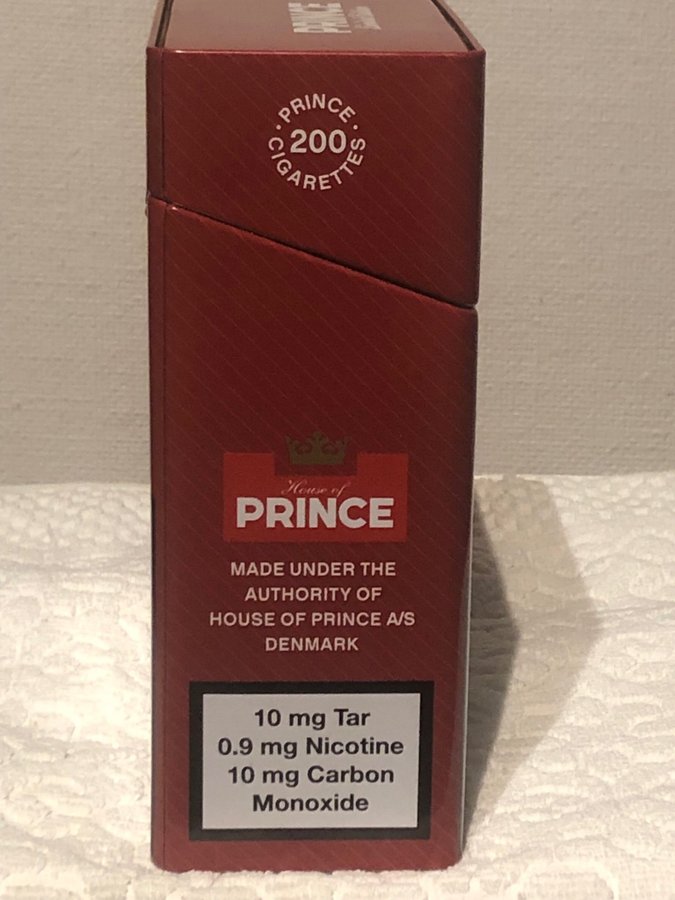 PRINCE
· PRINCE ·
200
CIGARETTES
House of
PRINCE
MADE UNDER THE
AUTHORITY OF
HOUSE OF PRINCE A/S
DENMARK
10 mg Tar
0.9 mg Nicotine
10 mg Carbon
Monoxide